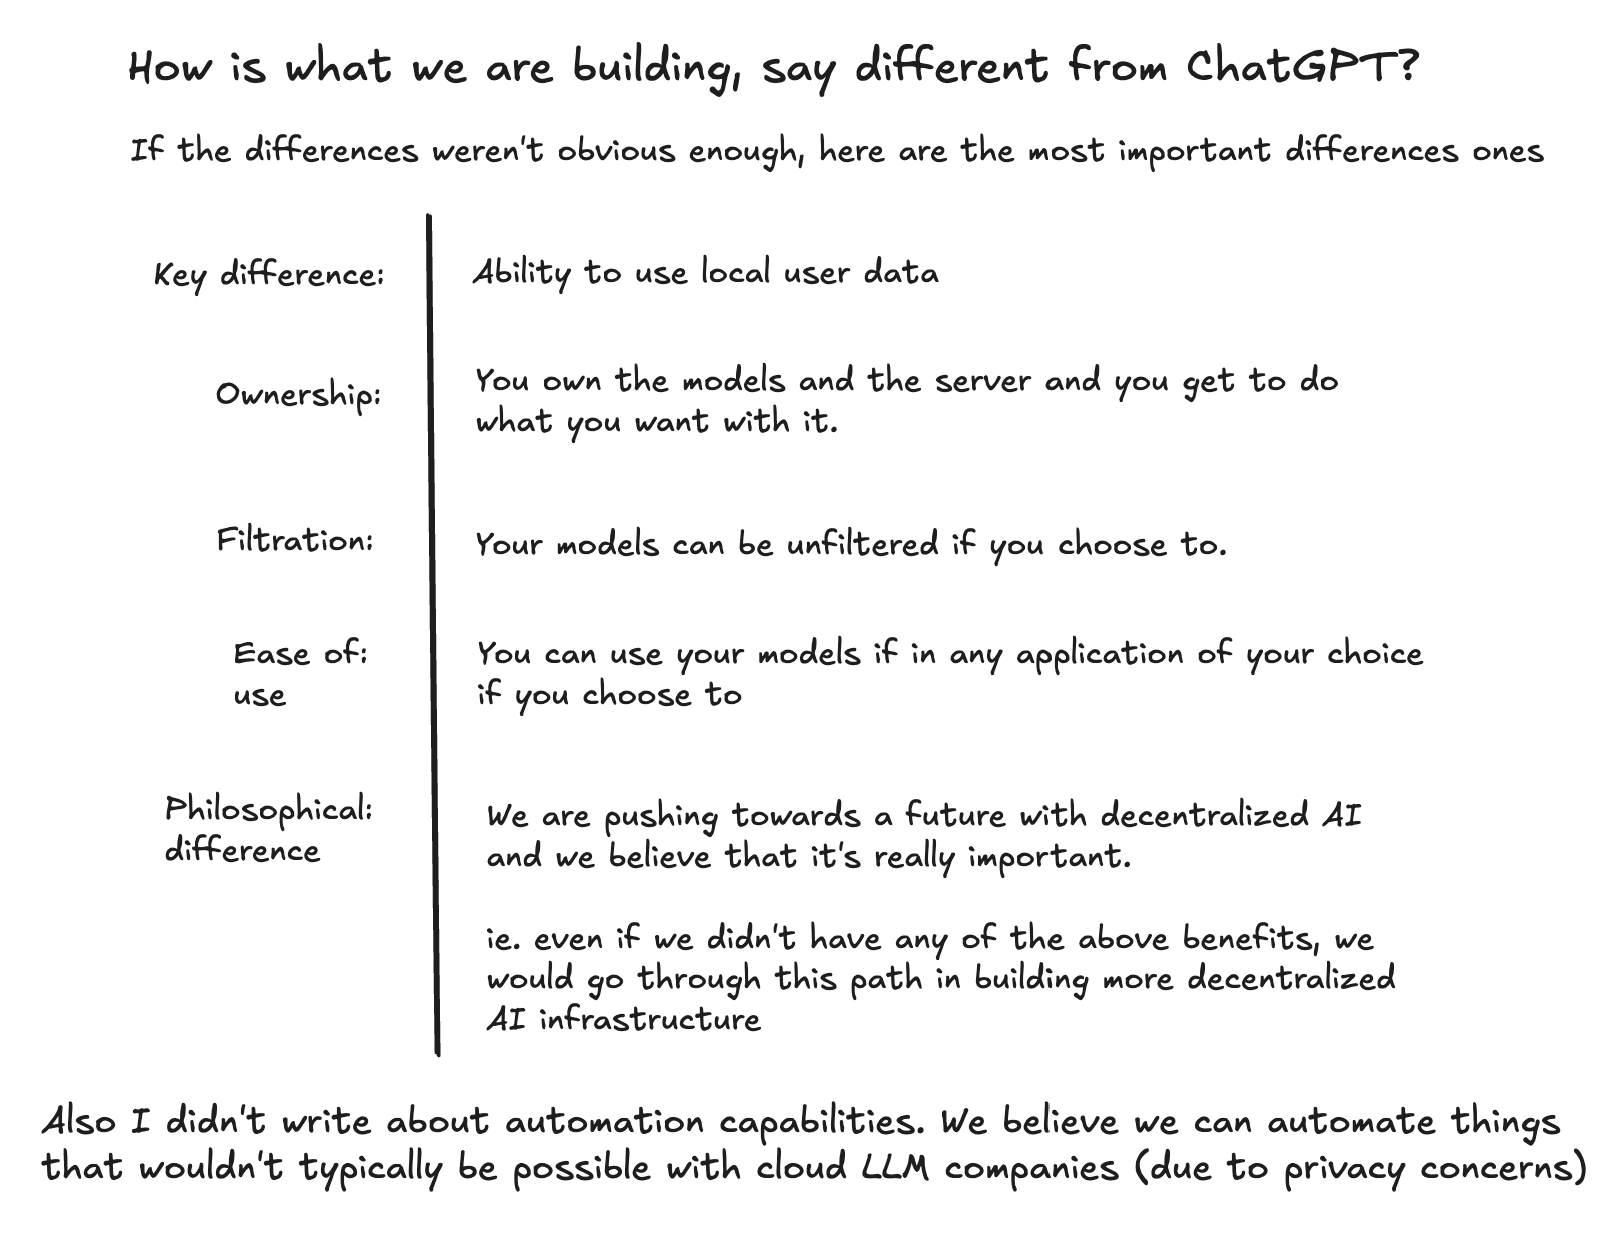 How is what we are building, say different from ChatGPT?
If the differences weren't obvious enough, here are the most important differences ones
Key difference:
Ability to use local user data
Ownership:
You own the models and the server and you get to do
what you want with it.
Filtration:
Your models can be unfiltered if you choose to.
Ease of:
use
You can use your models if in any application of your choice
if you choose to
Philosophical:
difference
We are pushing towards a future with decentralized AI
and we believe that it's really important.
ie. even if we didn't have any of the above benefits, we
would go through this path in building more decentralized
AI infrastructure
Also I didn't write about automation capabilities. We believe we can automate things
that wouldn't typically be possible with cloud LLM companies (due to privacy concerns)